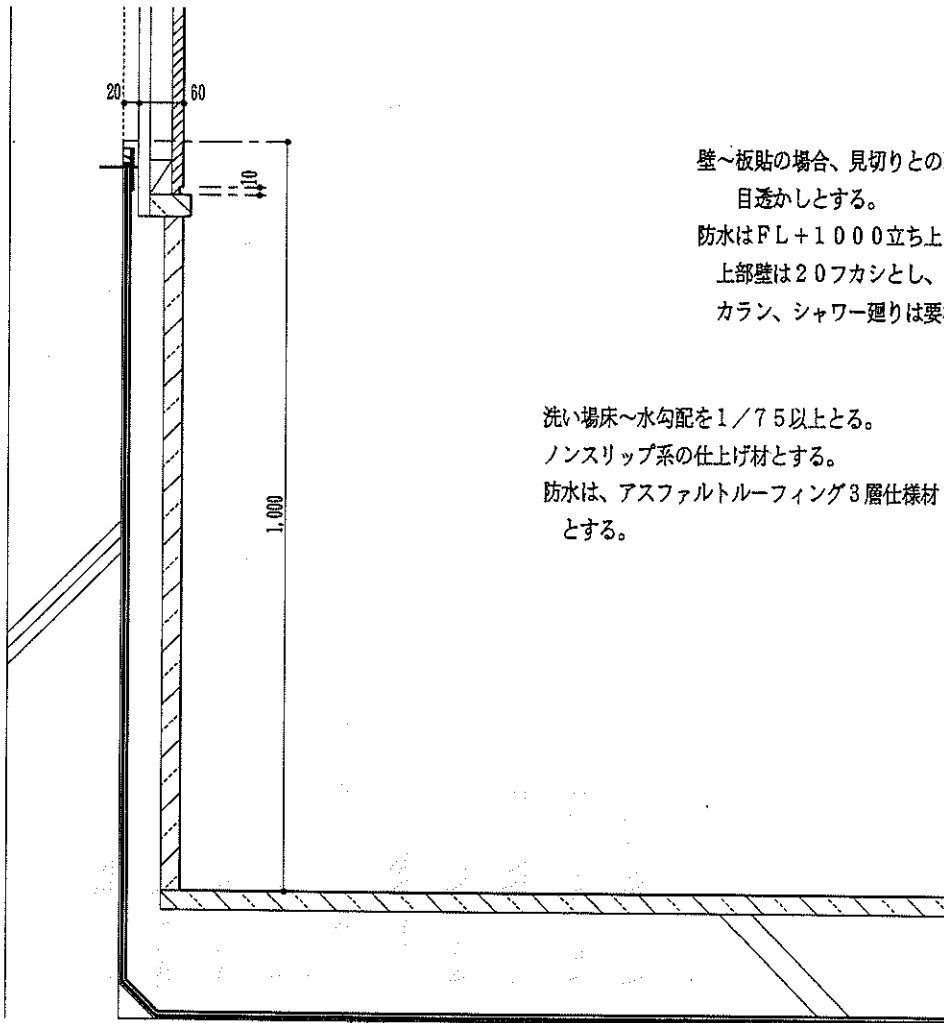 20
60
10
1,000
壁~板貼の場合、見切りとの
目透かしとする。
防水はFL+1000立ち上
上部壁は20フカシとし、
カラン、シャワー廻りは要
洗い場床~水勾配を1/75以上とる。
ノンスリップ系の仕上げ材とする。
防水は、アスファルトルーフィング3層仕様材
とする。